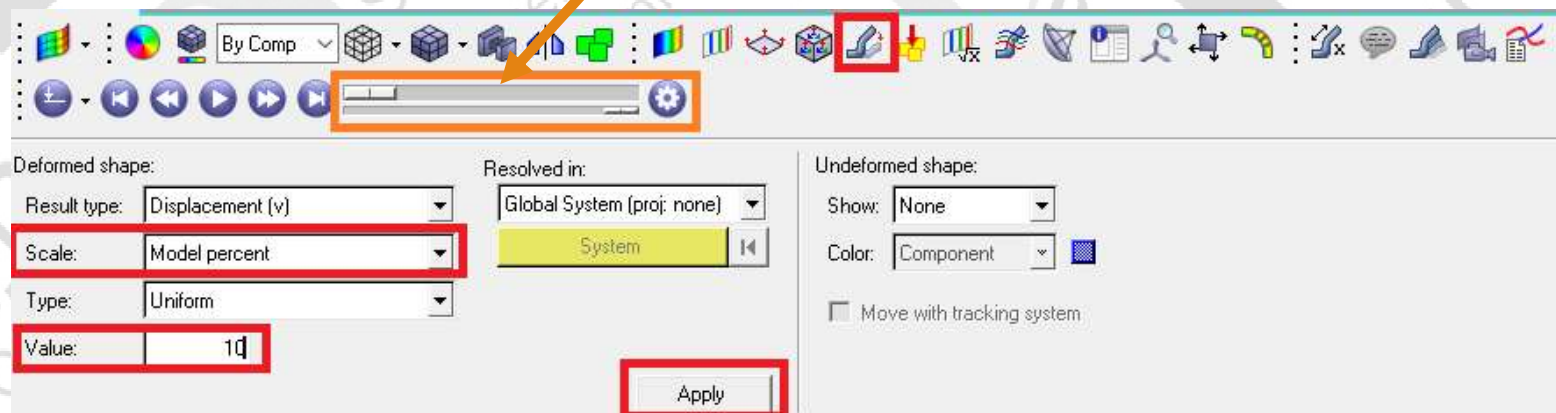 By Comp
Deformed shape:
Resolved in:
Undeformed shape:
Result type: Displacement (v)
Global System (proj: none)
Show: None
Scale: Model percent
System
Color: Component
Type: Uniform
Move with tracking system
Value: 10
Apply